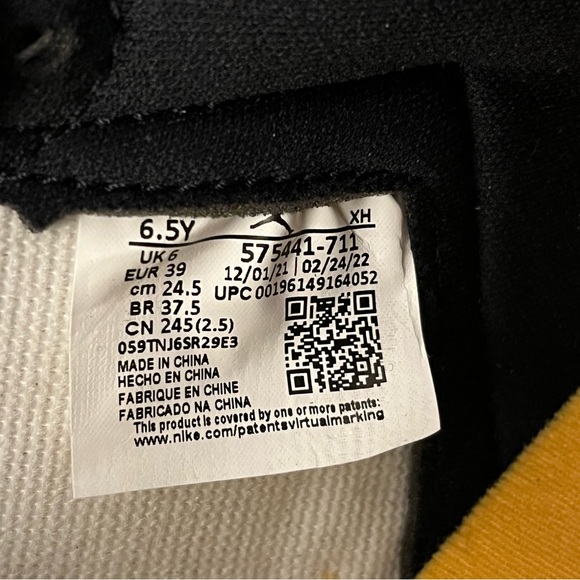 6.5Y XH
UK 6 575441-711
EUR 39 12/01/21 | 02/24/22
cm 24.5 UPC 00196149164052
BR 37.5
CN 245 (2.5)
059TNJ6SR29E3
MADE IN CHINA
HECHO EN CHINA
FABRIQUE EN CHINE
FABRICADO NA CHINA
This product is covered by one or more patents:
www.nike.com/patentsvirtualmarking